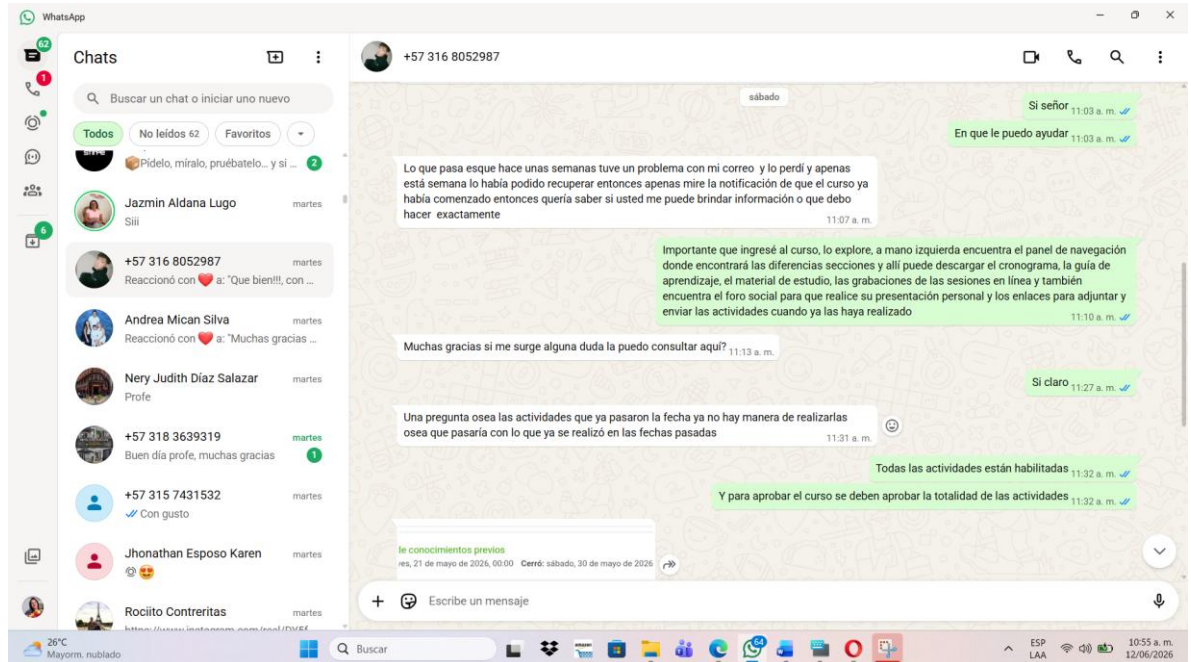 WhatsApp
62
1
6
Chats
Buscar un chat o iniciar uno nuevo
Todos
No leídos 62
Favoritos
Pídelo, míralo, pruébatelo... y si ...
2
Jazmin Aldana Lugo
martes
Siii
+57 316 8052987
martes
Reaccionó con ❤️ a: "Que bien!!!, con ...
Andrea Mican Silva
martes
Reaccionó con ❤️ a: "Muchas gracias ...
Nery Judith Díaz Salazar
martes
Profe
+57 318 3639319
martes
Buen día profe, muchas gracias
1
+57 315 7431532
martes
Con gusto
Jhonathan Esposo Karen
martes
Rociito Contreritas
martes
+57 316 8052987
sábado
Si señor 11:03 a. m.
En que le puedo ayudar 11:03 a. m.
Lo que pasa esque hace unas semanas tuve un problema con mi correo y lo perdí y apenas
está semana lo había podido recuperar entonces apenas mire la notificación de que el curso ya
había comenzado entonces quería saber si usted me puede brindar información o que debo
hacer exactamente
11:07 a. m.
Importante que ingresé al curso, lo explore, a mano izquierda encuentra el panel de navegación
donde encontrará las diferencias secciones y allí puede descargar el cronograma, la guía de
aprendizaje, el material de estudio, las grabaciones de las sesiones en línea y también
encuentra el foro social para que realice su presentación personal y los enlaces para adjuntar y
enviar las actividades cuando ya las haya realizado
11:10 a. m.
Muchas gracias si me surge alguna duda la puedo consultar aquí? 11:13 a. m.
Si claro 11:27 a. m.
Una pregunta osea las actividades que ya pasaron la fecha ya no hay manera de realizarlas
osea que pasaría con lo que ya se realizó en las fechas pasadas
11:31 a. m.
Todas las actividades están habilitadas 11:32 a. m.
Y para aprobar el curso se deben aprobar la totalidad de las actividades 11:32 a. m.
de conocimientos previos
ves, 21 de mayo de 2026, 00:00 Cerró: sábado, 30 de mayo de 2026
Escribe un mensaje
26°C
Mayorm. nublado
Buscar
64
ESP
LAA
10:55 a. m.
12/06/2026